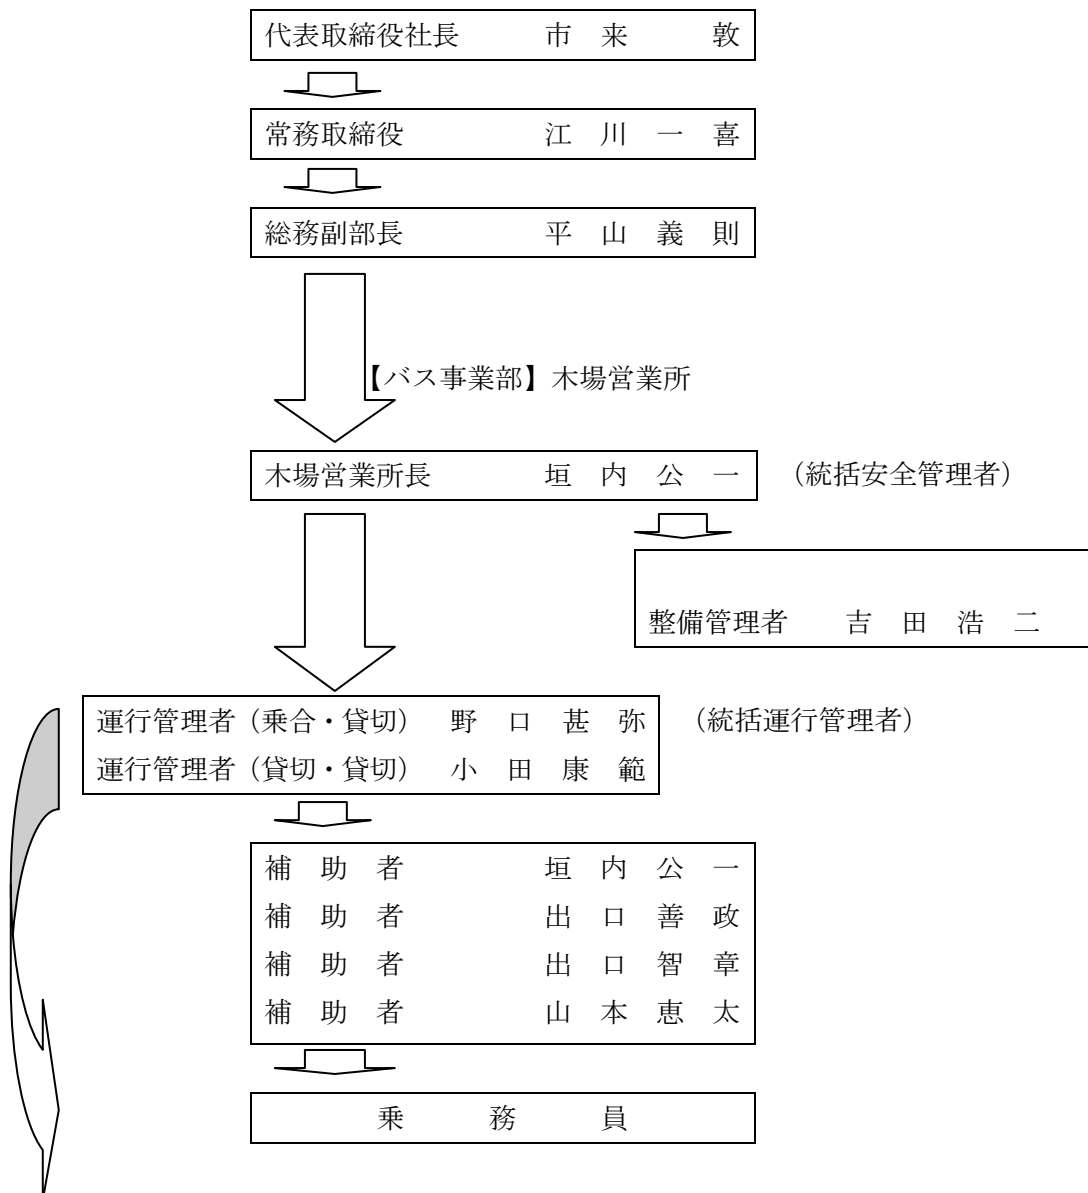 代表取締役社長 市来 敦
常務取締役 江川一喜
総務副部長 平山義則
【バス事業部】木場営業所
木場営業所長 垣内公一 (統括安全管理者)
整備管理者 吉田浩二
運行管理者(乗合・貸切) 野口甚弥 (統括運行管理者)
運行管理者(貸切・貸切) 小田康範
補助者 垣内公一
補助者 出口善政
補助者 出口智章
補助者 山本恵太
乗務員